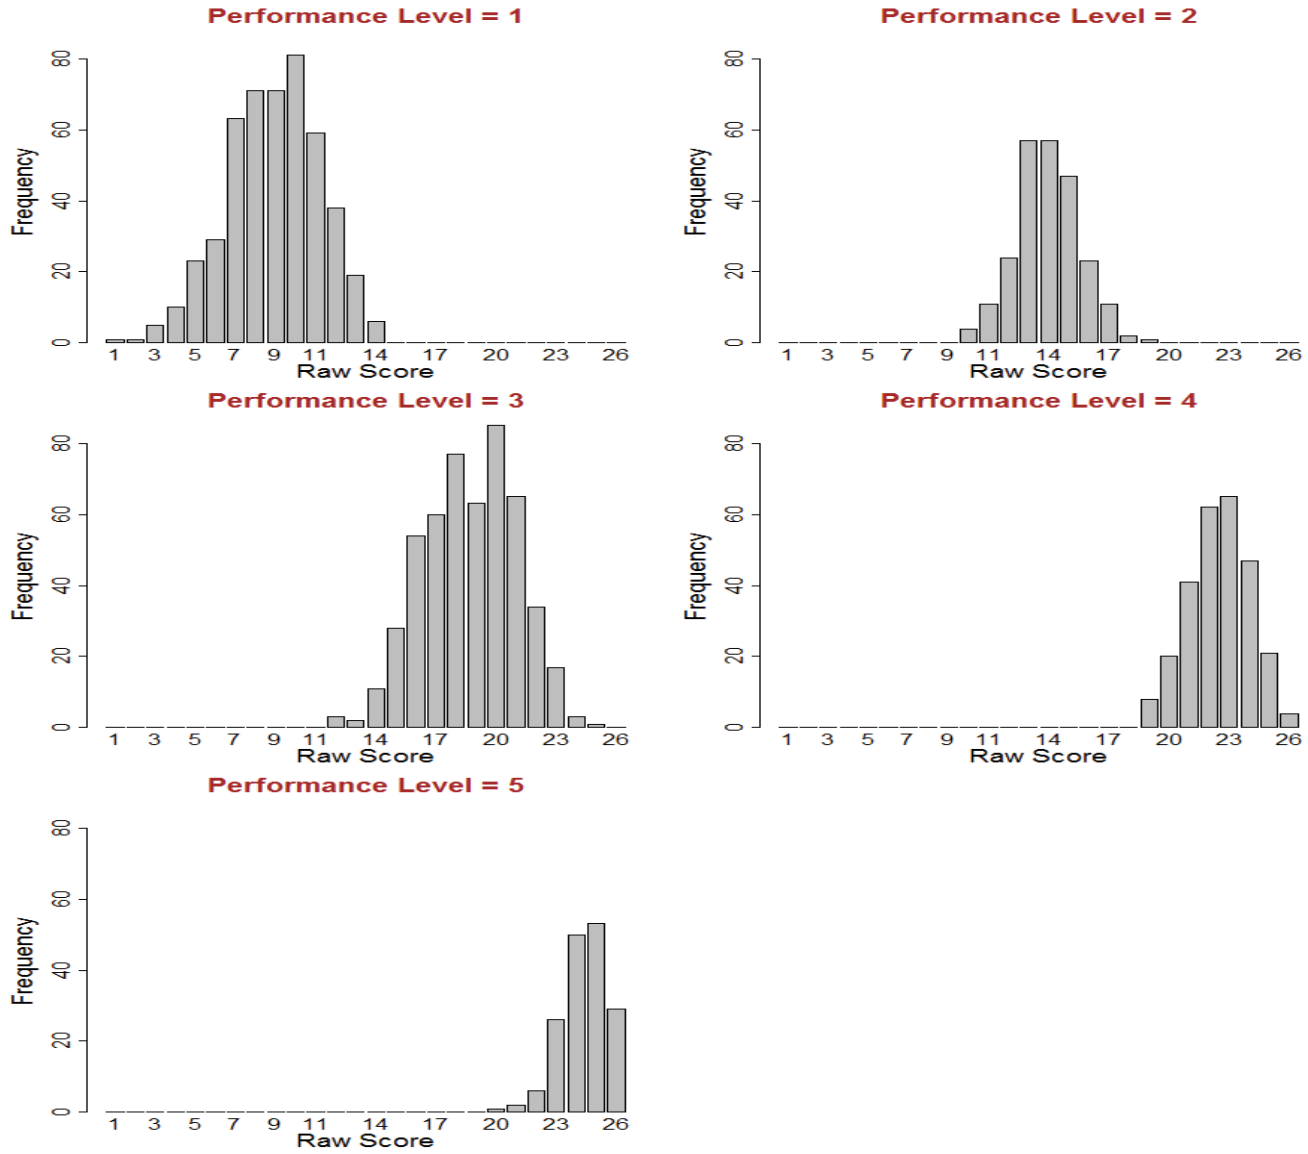 Performance Level = 1
80
60
40
20
0
Frequency
1 3 5 7 9 11 14 17 20 23 26
Raw Score
Performance Level = 2
80
60
40
20
0
Frequency
1 3 5 7 9 11 14 17 20 23 26
Raw Score
Performance Level = 3
80
60
40
20
0
Frequency
1 3 5 7 9 11 14 17 20 23 26
Raw Score
Performance Level = 4
80
60
40
20
0
Frequency
1 3 5 7 9 11 14 17 20 23 26
Raw Score
Performance Level = 5
80
60
40
20
0
Frequency
1 3 5 7 9 11 14 17 20 23 26
Raw Score